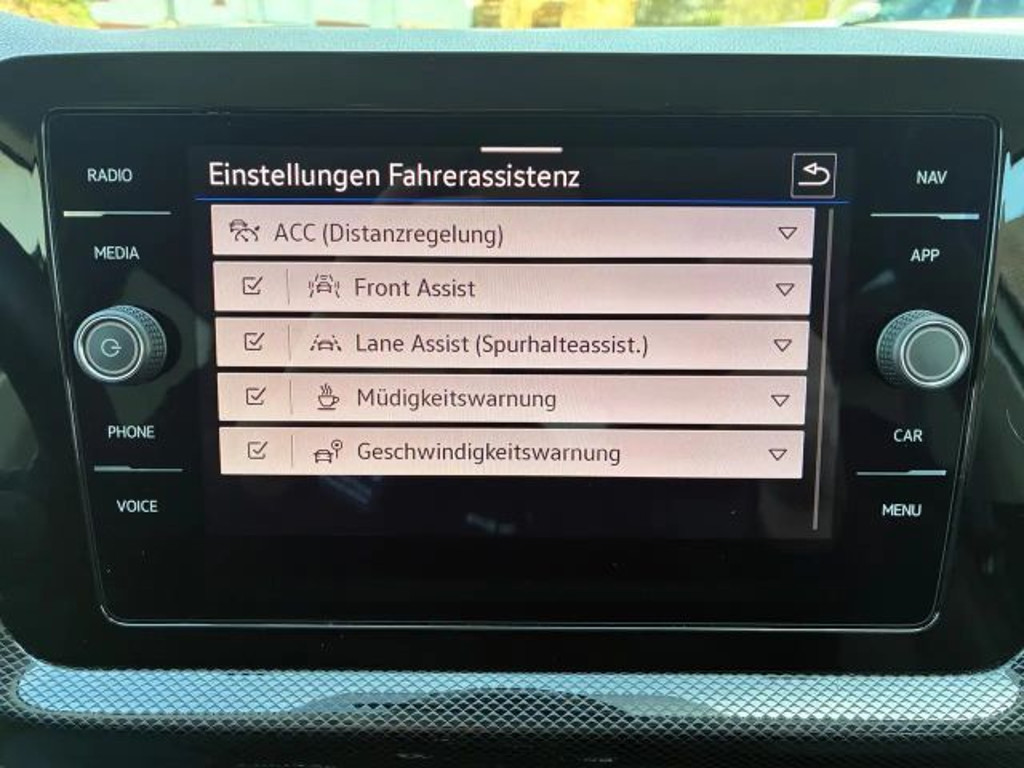 RADIO
MEDIA
PHONE
VOICE
Einstellungen Fahrerassistenz
ACC (Distanzregelung)
Front Assist
Lane Assist (Spurhalteassist.)
Müdigkeitswarnung
Geschwindigkeitswarnung
NAV
APP
CAR
MENU